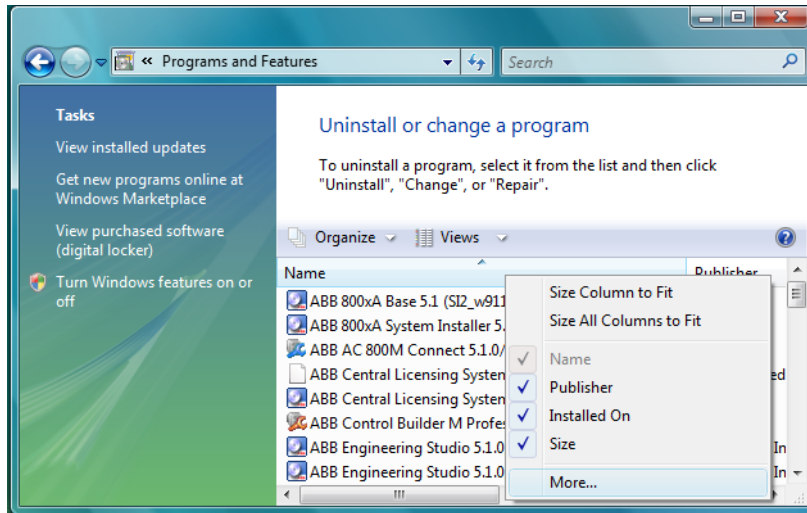 « Programs and Features
Search
Tasks
View installed updates
Get new programs online at
Windows Marketplace
View purchased software
(digital locker)
Turn Windows features on or
off
Uninstall or change a program
To uninstall a program, select it from the list and then click
"Uninstall", "Change", or "Repair".
Organize Views
Name Publisher
ABB 800xA Base 5.1 (SI2_w911
ABB 800xA System Installer 5.
ABB AC 800M Connect 5.1.0/
ABB Central Licensing System
ABB Central Licensing System
ABB Control Builder M Profes
ABB Engineering Studio 5.1.0
ABB Engineering Studio 5.1.0
ed
In
In
Size Column to Fit
Size All Columns to Fit
Name
Publisher
Installed On
Size
More...